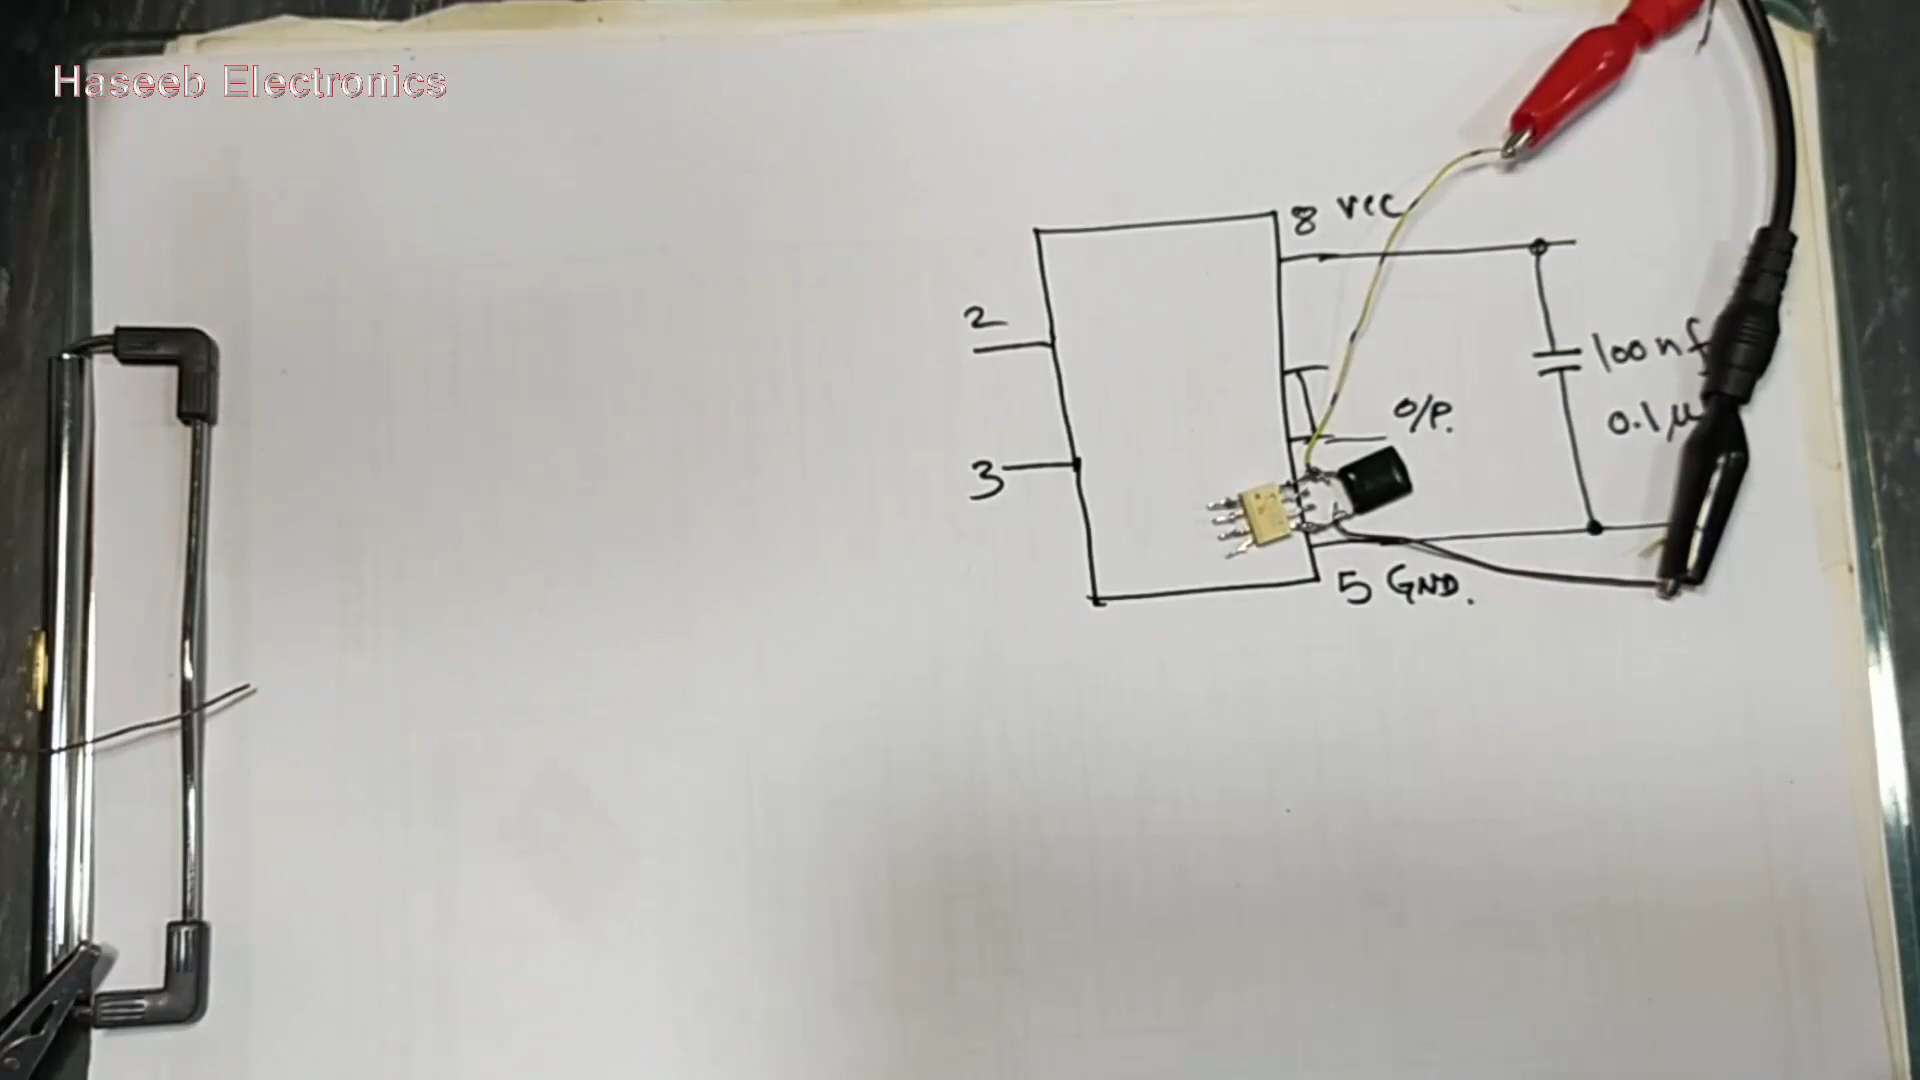 Haseeb Electronics
8 VCC
2
100nf
O/P.
0.1μ
3
5 GND.